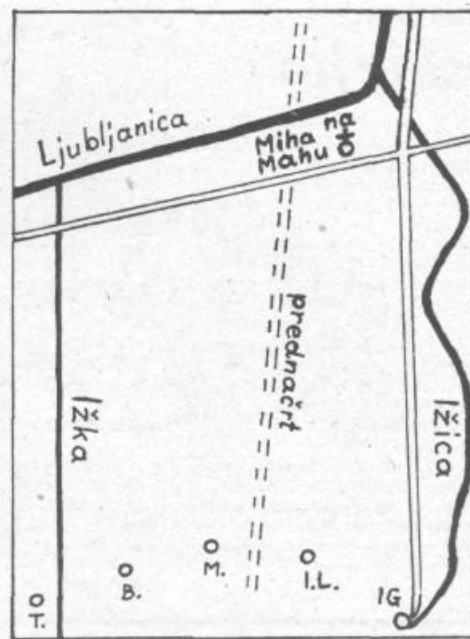 Ljubljanica
Miha na
Mahu
prednačrt
Ižka
Ižica
M.
I.L.
B.
T.
IG